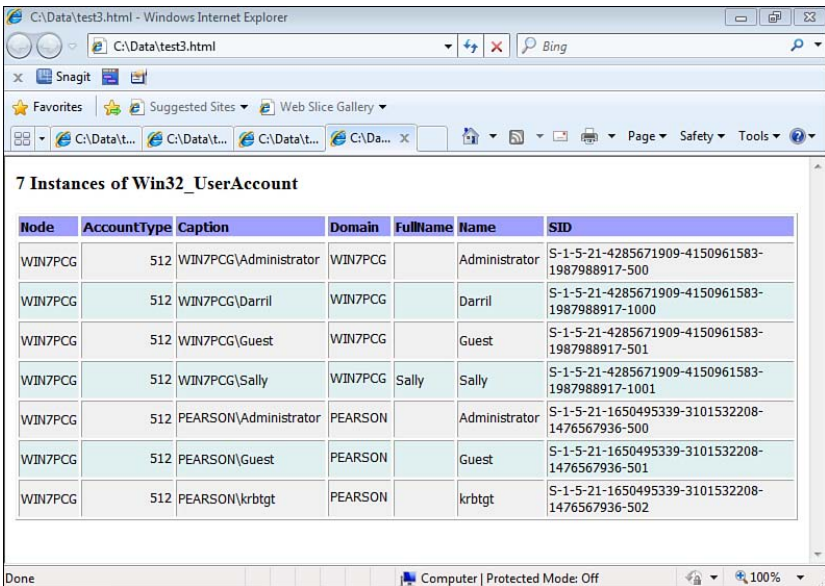 C:\Data\test3.html - Windows Internet Explorer
C:\Data\test3.html
Bing
x Snagit
Favorites Suggested Sites Web Slice Gallery
C:\Data\t... C:\Data\t... C:\Data\t... C:\Da... X Page Safety Tools
7 Instances of Win32_UserAccount
Node AccountType Caption Domain FullName Name SID
WIN7PCG 512 WIN7PCG\Administrator WIN7PCG Administrator S-1-5-21-4285671909-4150961583-
1987988917-500
WIN7PCG 512 WIN7PCG\Darril WIN7PCG Darril S-1-5-21-4285671909-4150961583-
1987988917-1000
WIN7PCG 512 WIN7PCG\Guest WIN7PCG Guest S-1-5-21-4285671909-4150961583-
1987988917-501
WIN7PCG 512 WIN7PCG\Sally WIN7PCG Sally Sally S-1-5-21-4285671909-4150961583-
1987988917-1001
WIN7PCG 512 PEARSON\Administrator PEARSON Administrator S-1-5-21-1650495339-3101532208-
1476567936-500
WIN7PCG 512 PEARSON\Guest PEARSON Guest S-1-5-21-1650495339-3101532208-
1476567936-501
WIN7PCG 512 PEARSON\krbtgt PEARSON krbtgt S-1-5-21-1650495339-3101532208-
1476567936-502
Done Computer | Protected Mode: Off 100%